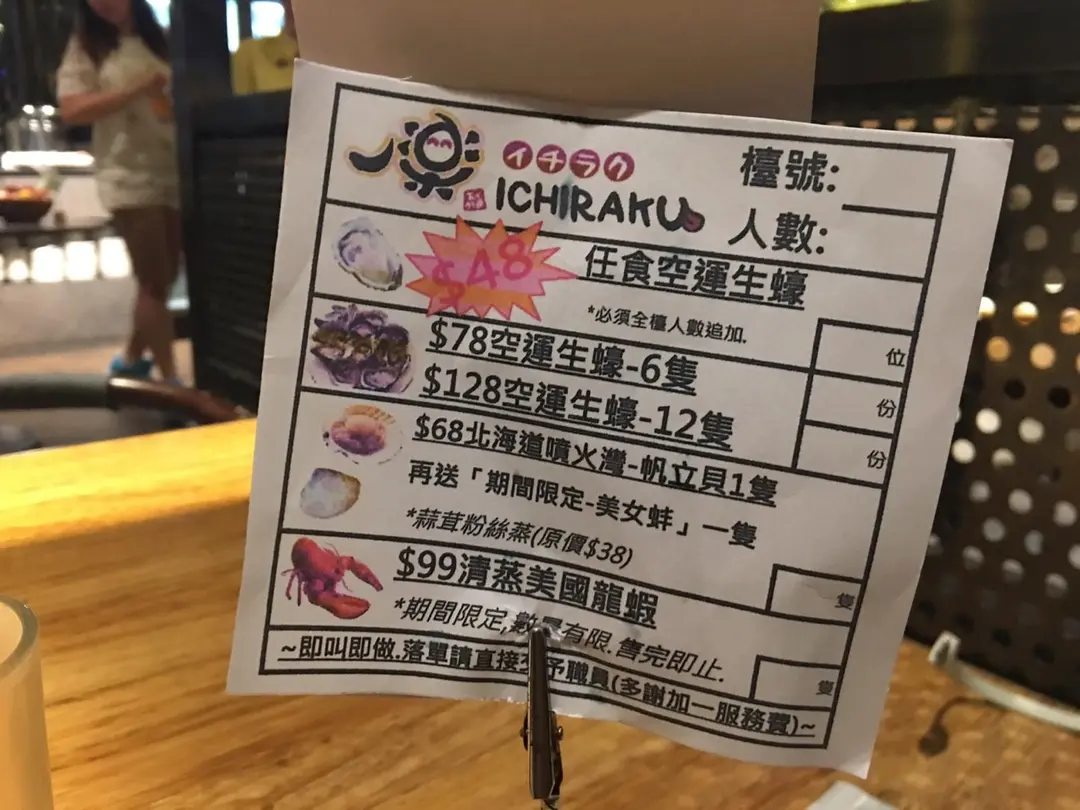 イチラク
ICHIRAKU
檯號:
人數:
$48
任食空運生蠔
*必須全檯人數追加.
位
$78空運生蠔-6隻
份
$128空運生蠔-12隻
份
$68北海道噴火灣-帆立貝1隻
再送「期間限定-美女蚌」一隻
*蒜茸粉絲蒸(原價$38)
隻
$99清蒸美國龍蝦
*期間限定,數量有限.售完即止.
隻
~即叫即做.落單請直接交予職員(多謝加一服務費)~